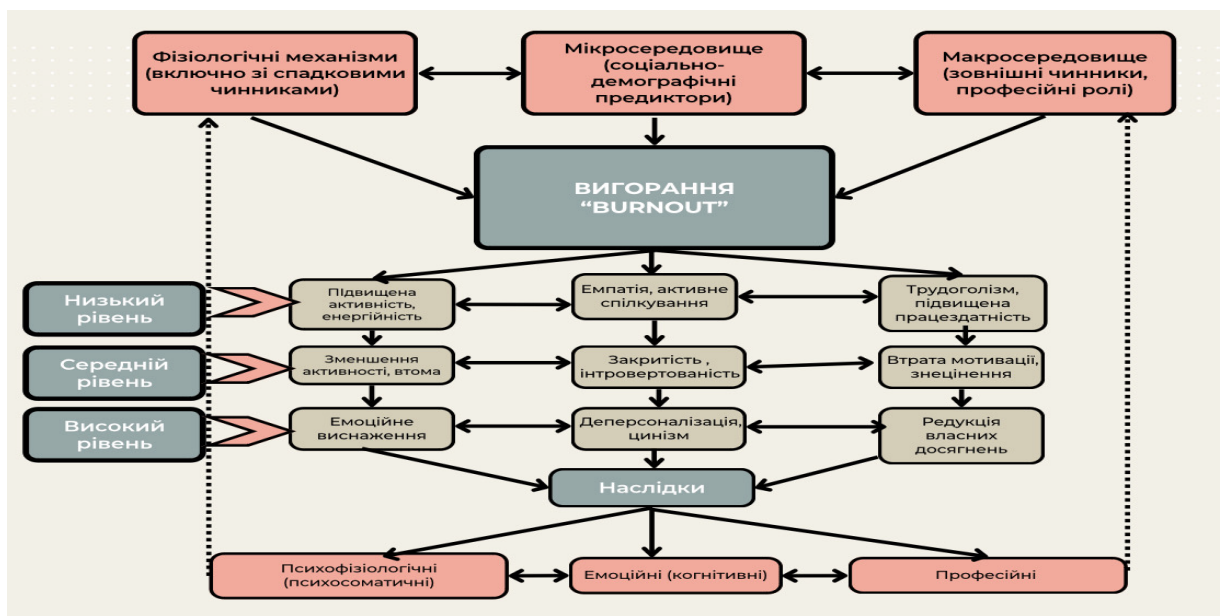 Фізіологічні механізми
(включно зі спадковими
чинниками)
Мікросередовище
(соціально-
демографічні
предиктори)
Макросередовище
(зовнішні чинники,
професійні ролі)
ВИГОРАННЯ
“BURNOUT”
Низький
рівень
Підвищена
активність,
енергійність
Емпатія, активне
спілкування
Трудоголізм,
підвищена
працездатність
Середній
рівень
Зменшення
активності, втома
Закритість ,
інтровертованість
Втрата мотивації,
знецінення
Високий
рівень
Емоційне
виснаження
Деперсоналізація,
цинізм
Редукція
власних
досягнень
Наслідки
Психофізіологічні
(психосоматичні)
Емоційні (когнітивні)
Професійні